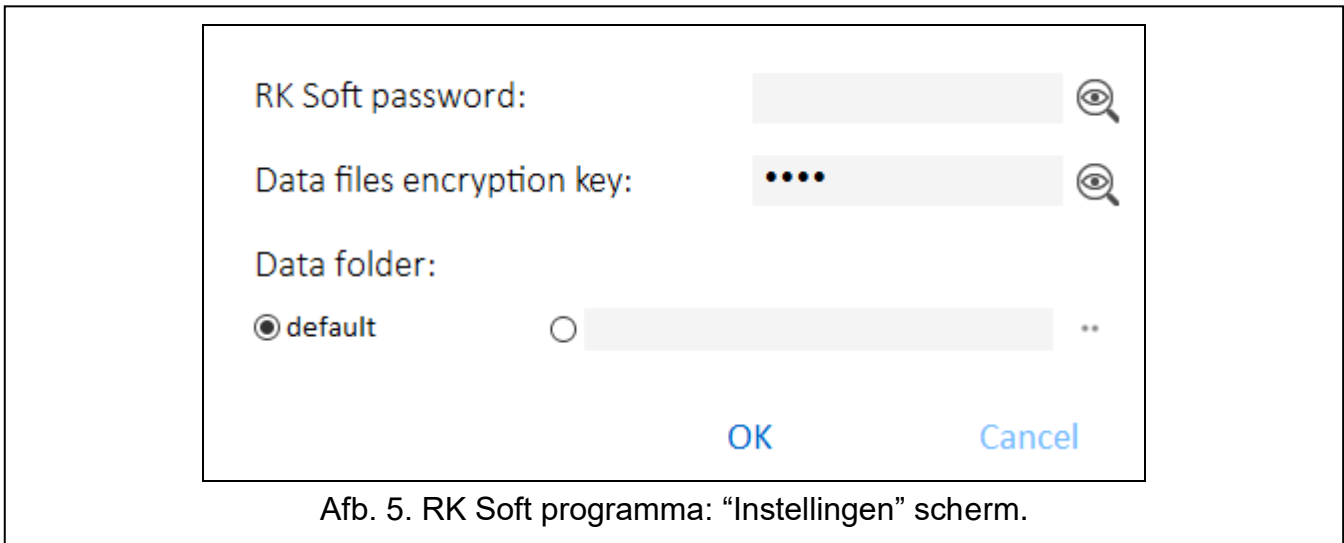 RK Soft password:
Data files encryption key: ••••
Data folder:
default ••
OK Cancel
Afb. 5. RK Soft programma: “Instellingen” scherm.